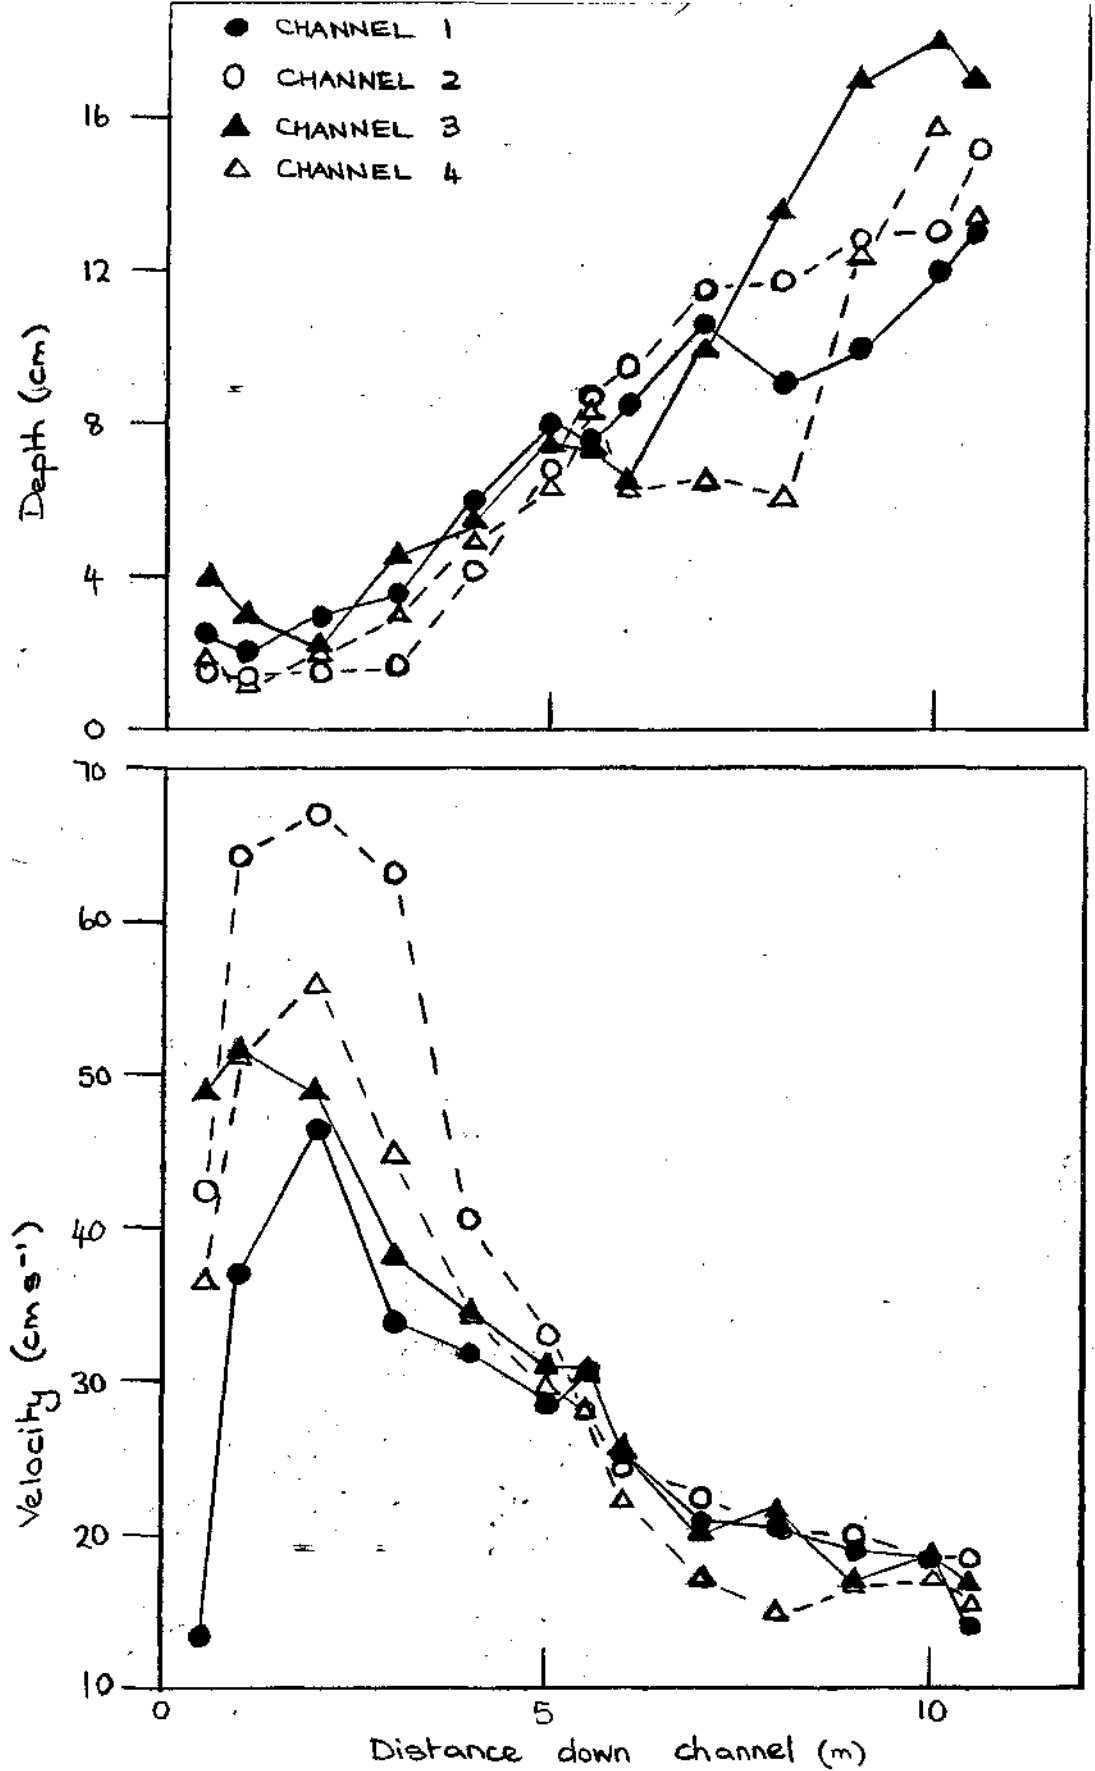 CHANNEL 1
CHANNEL 2
CHANNEL 3
CHANNEL 4
16
12
8
4
0
Depth (cm)
70
60
50
40
30
20
10
Velocity (cm s⁻¹)
0 5 10
Distance down channel (m)